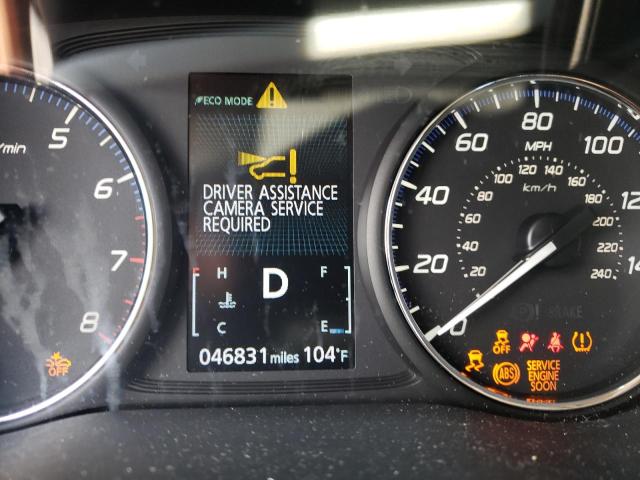 ECO MODE
DRIVER ASSISTANCE
CAMERA SERVICE
REQUIRED
H
D
F
C
E
046831 miles 104°F
/min
5
6
7
8
OFF
0
20
40
60
80
100
MPH
km/h
20
40
60
80
100
120
140
160
180
200
220
240
BRAKE
OFF
ABS
SERVICE
ENGINE
SOON